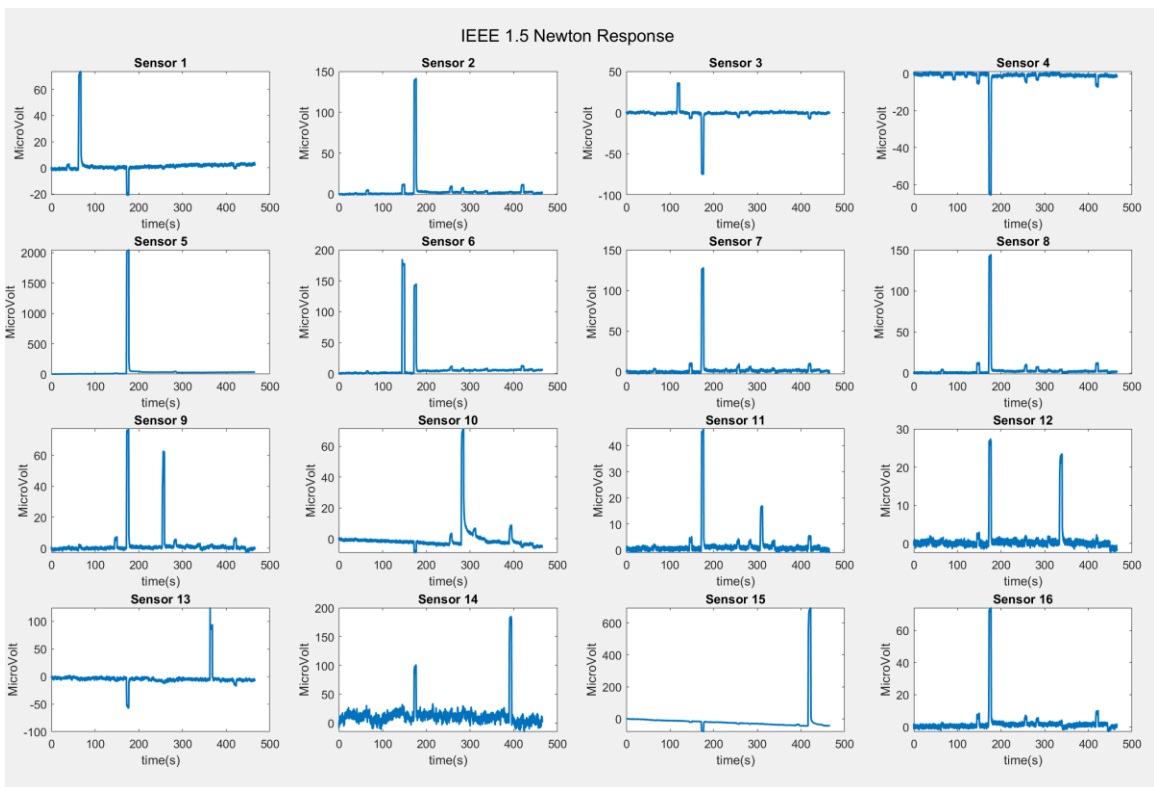 IEEE 1.5 Newton Response
Sensor 1
MicroVolt
60
40
20
0
-20
0 100 200 300 400 500
time(s)
Sensor 2
MicroVolt
150
100
50
0
0 100 200 300 400 500
time(s)
Sensor 3
MicroVolt
50
0
-50
-100
0 100 200 300 400 500
time(s)
Sensor 4
MicroVolt
0
-20
-40
-60
0 100 200 300 400 500
time(s)
Sensor 5
MicroVolt
2000
1500
1000
500
0
0 100 200 300 400 500
time(s)
Sensor 6
MicroVolt
200
150
100
50
0
0 100 200 300 400 500
time(s)
Sensor 7
MicroVolt
150
100
50
0
0 100 200 300 400 500
time(s)
Sensor 8
MicroVolt
150
100
50
0
0 100 200 300 400 500
time(s)
Sensor 9
MicroVolt
60
40
20
0
0 100 200 300 400 500
time(s)
Sensor 10
MicroVolt
60
40
20
0
0 100 200 300 400 500
time(s)
Sensor 11
MicroVolt
40
30
20
10
0
0 100 200 300 400 500
time(s)
Sensor 12
MicroVolt
30
20
10
0
0 100 200 300 400 500
time(s)
Sensor 13
MicroVolt
100
50
0
-50
-100
0 100 200 300 400 500
time(s)
Sensor 14
MicroVolt
200
150
100
50
0
0 100 200 300 400 500
time(s)
Sensor 15
MicroVolt
600
400
200
0
0 100 200 300 400 500
time(s)
Sensor 16
MicroVolt
60
40
20
0
0 100 200 300 400 500
time(s)